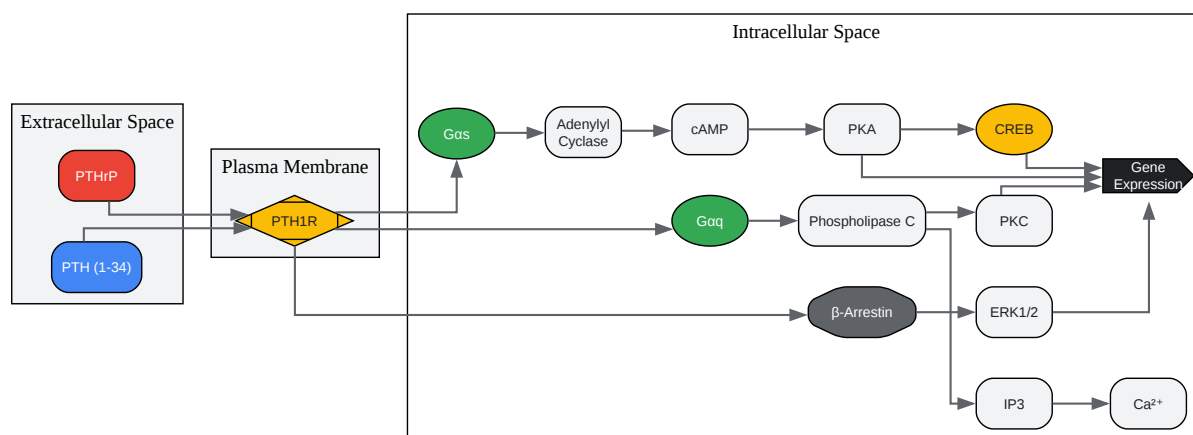 Intracellular Space
Extracellular Space
PTHrP
PTH (1-34)
Plasma Membrane
PTH1R
Gαs
Adenylyl
Cyclase
cAMP
PKA
CREB
Gene
Expression
Gαq
Phospholipase C
PKC
β-Arrestin
ERK1/2
IP3
Ca²⁺